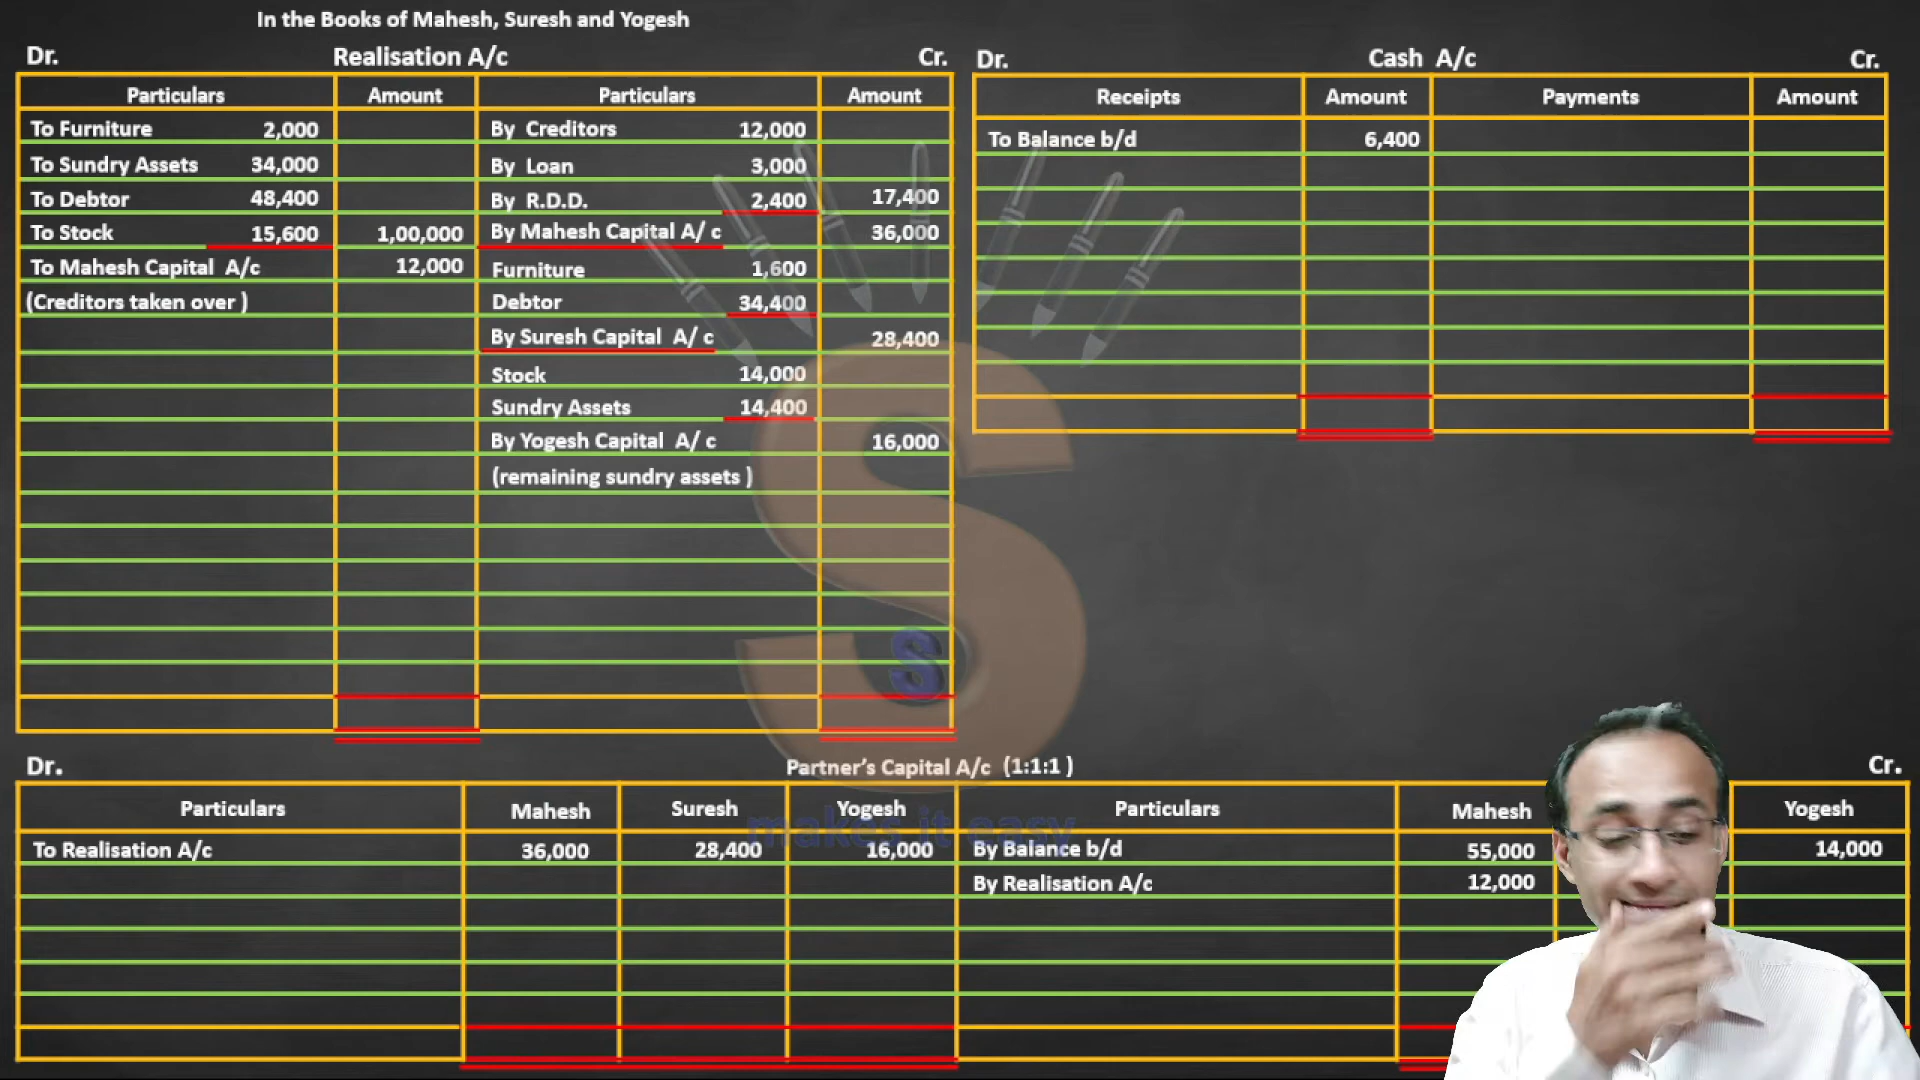 In the Books of Mahesh, Suresh and Yogesh
Dr. Realisation A/c Cr.
Particulars Amount Particulars Amount
To Furniture 2,000 By Creditors 12,000
To Sundry Assets 34,000 By Loan 3,000
To Debtor 48,400 By R.D.D. 2,400 17,400
To Stock 15,600 1,00,000 By Mahesh Capital A/ c 36,000
To Mahesh Capital A/c 12,000 Furniture 1,600
(Creditors taken over ) Debtor 34,400
By Suresh Capital A/ c 28,400
Stock 14,000
Sundry Assets 14,400
By Yogesh Capital A/ c 16,000
(remaining sundry assets )
Dr. Cash A/c Cr.
Receipts Amount Payments Amount
To Balance b/d 6,400
S
S
makes it easy
Dr. Partner's Capital A/c (1:1:1 ) Cr.
Particulars Mahesh Suresh Yogesh Particulars Mahesh Yogesh
To Realisation A/c 36,000 28,400 16,000 By Balance b/d 55,000 14,000
By Realisation A/c 12,000